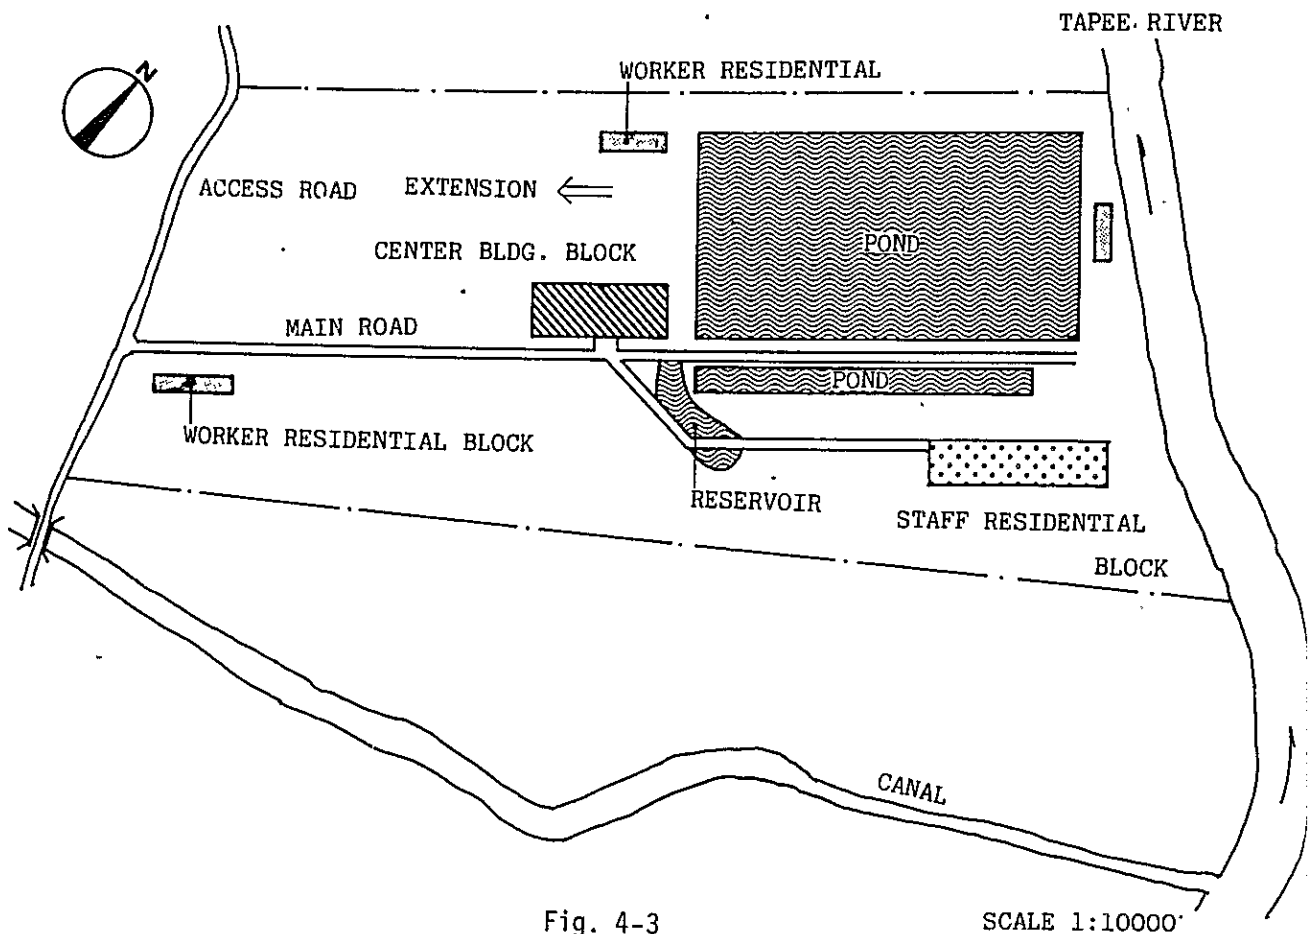 TAPEE RIVER
N
WORKER RESIDENTIAL
ACCESS ROAD
EXTENSION
POND
CENTER BLDG. BLOCK
MAIN ROAD
POND
WORKER RESIDENTIAL BLOCK
RESERVOIR
STAFF RESIDENTIAL
BLOCK
CANAL
Fig. 4-3
SCALE 1:10000